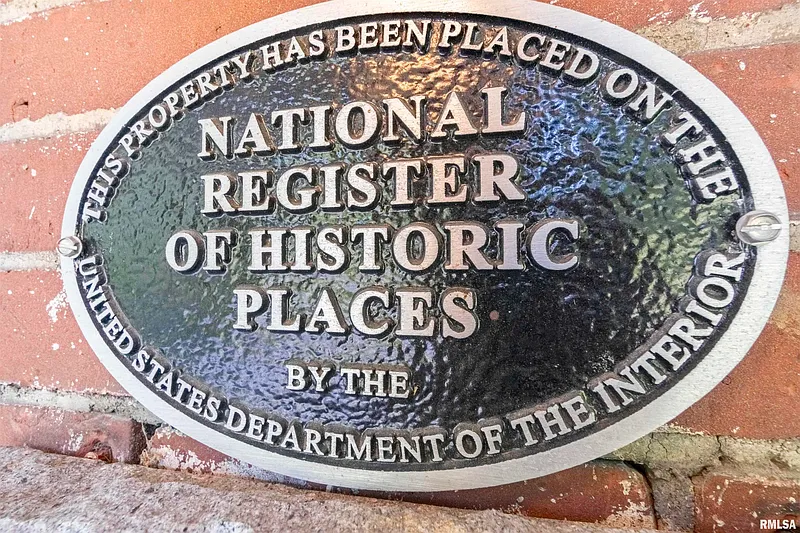 THIS PROPERTY HAS BEEN PLACED ON THE
NATIONAL
REGISTER
OF HISTORIC
PLACES
BY THE
UNITED STATES DEPARTMENT OF THE INTERIOR
RMLSA